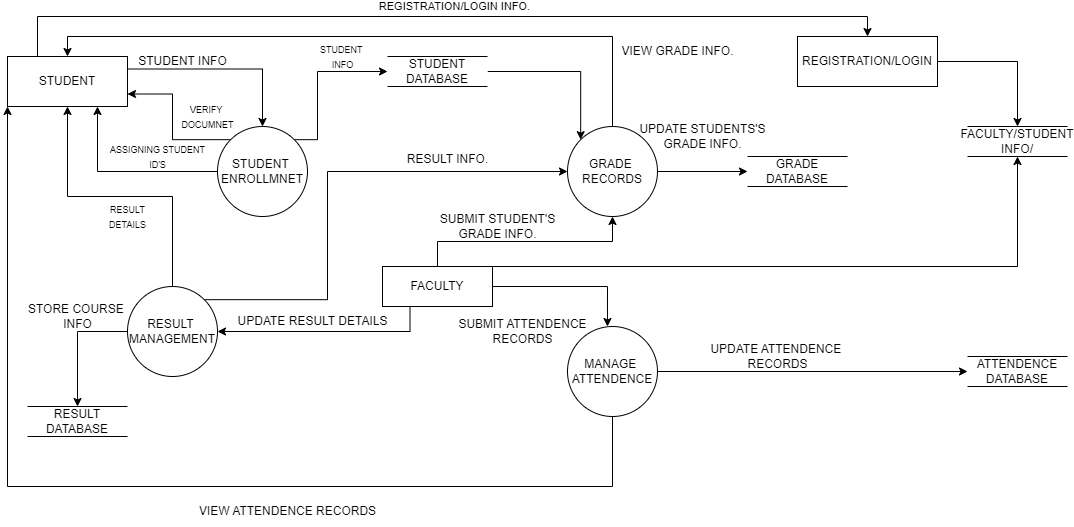 REGISTRATION/LOGIN INFO.
STUDENT
STUDENT INFO
VERIFY
DOCUMNET
ASSIGNING STUDENT
ID'S
STUDENT
ENROLLMNET
STUDENT
INFO
STUDENT
DATABASE
VIEW GRADE INFO.
REGISTRATION/LOGIN
FACULTY/STUDENT
INFO/
UPDATE STUDENTS'S
GRADE INFO.
GRADE
RECORDS
GRADE
DATABASE
RESULT INFO.
RESULT
DETAILS
SUBMIT STUDENT'S
GRADE INFO.
FACULTY
STORE COURSE
INFO
RESULT
MANAGEMENT
UPDATE RESULT DETAILS
SUBMIT ATTENDENCE
RECORDS
MANAGE
ATTENDENCE
UPDATE ATTENDENCE
RECORDS
ATTENDENCE
DATABASE
RESULT
DATABASE
VIEW ATTENDENCE RECORDS